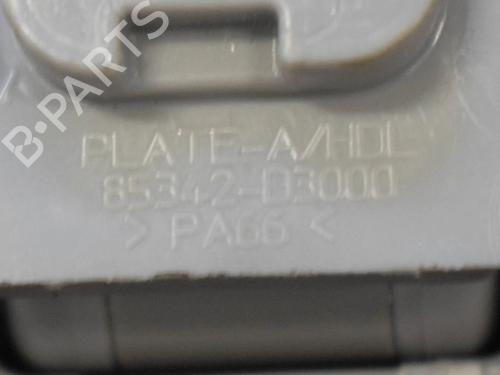 B-PARTS
PLATE-A/HDL
85342-D3000
> PA66 <